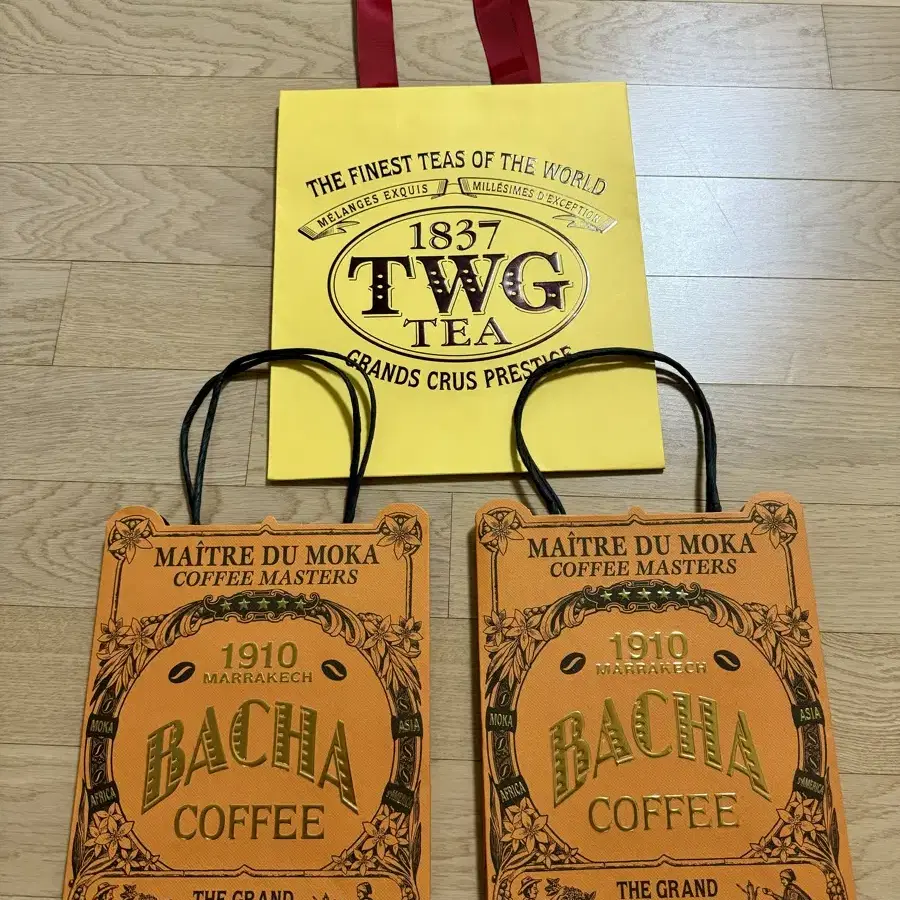 THE FINEST TEAS OF THE WORLD
MÉLANGES EXQUIS
MILLÉSIMES D'EXCEPTION
1837
TWG
TEA
GRANDS CRUS PRESTIGE
MAÎTRE DU MOKA
COFFEE MASTERS
1910
MARRAKECH
MOKA
ASIA
BACHA
AFRICA
COFFEE
THE GRAND
MAÎTRE DU MOKA
COFFEE MASTERS
1910
MARRAKECH
MOKA
ASIA
BACHA
AFRICA
COFFEE
THE GRAND